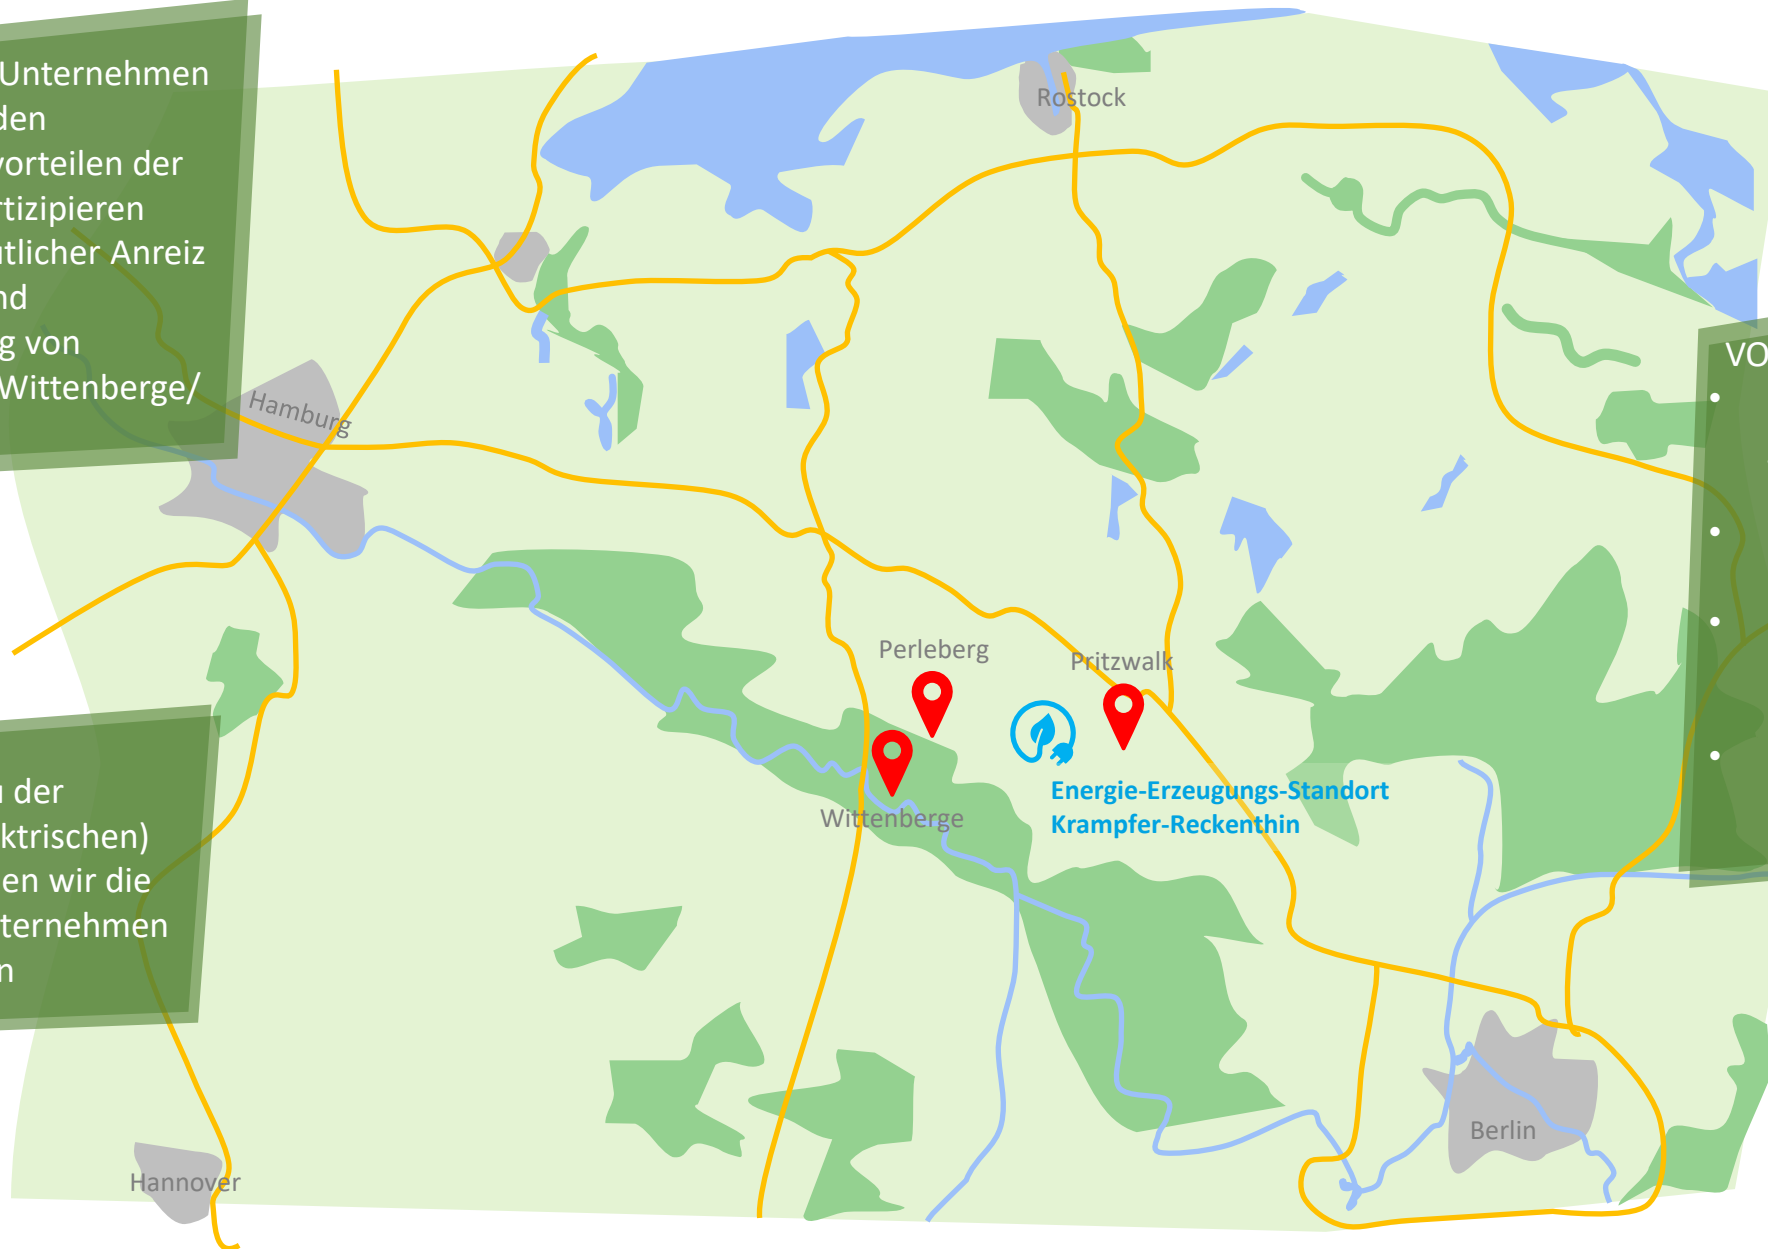 Unternehmen
den
vorteilen der
rtizipieren
utlicher Anreiz
nd
g von
Wittenberge/
Rostock
Hamburg
VO
Perleberg
Pritzwalk
Wittenberge
Energie-Erzeugungs-Standort
Krampfer-Reckenthin
der
ktrischen)
en wir die
ternehmen
n
Berlin
Hannover